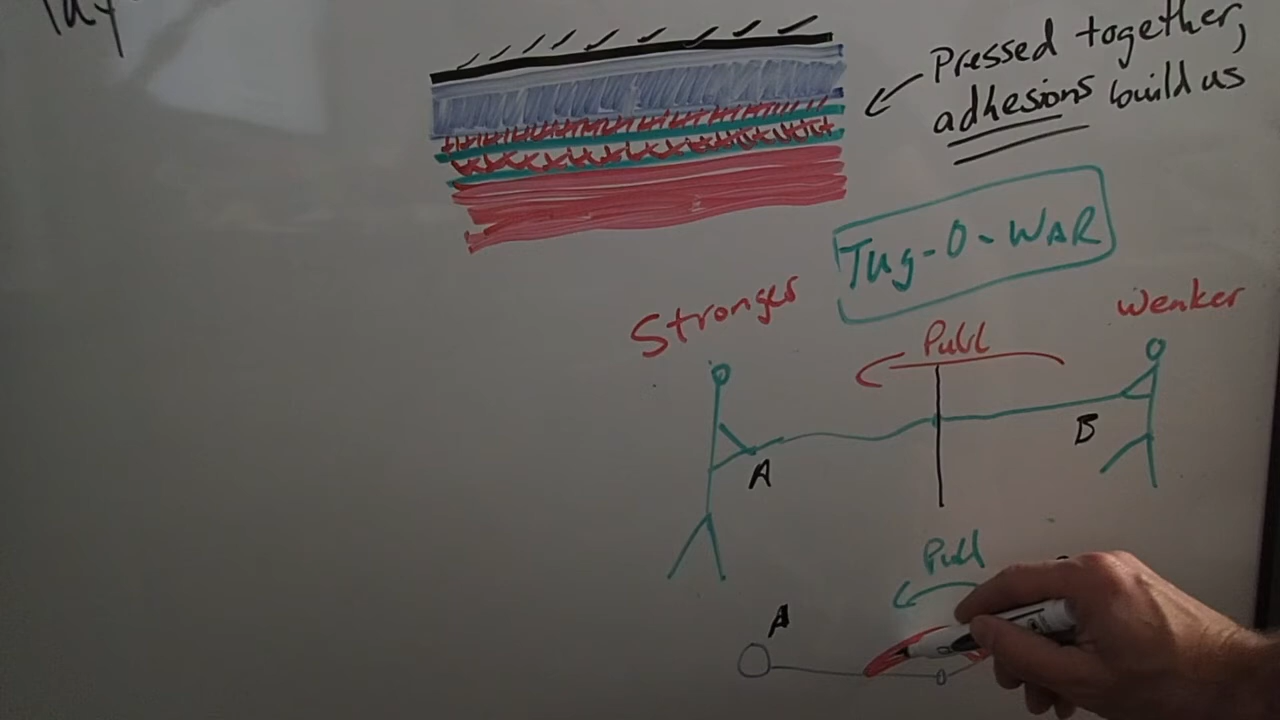 Pressed together,
adhesions build us
Tug-O-WAR
Stronger
Weaker
Pull
A
B
Pull
A